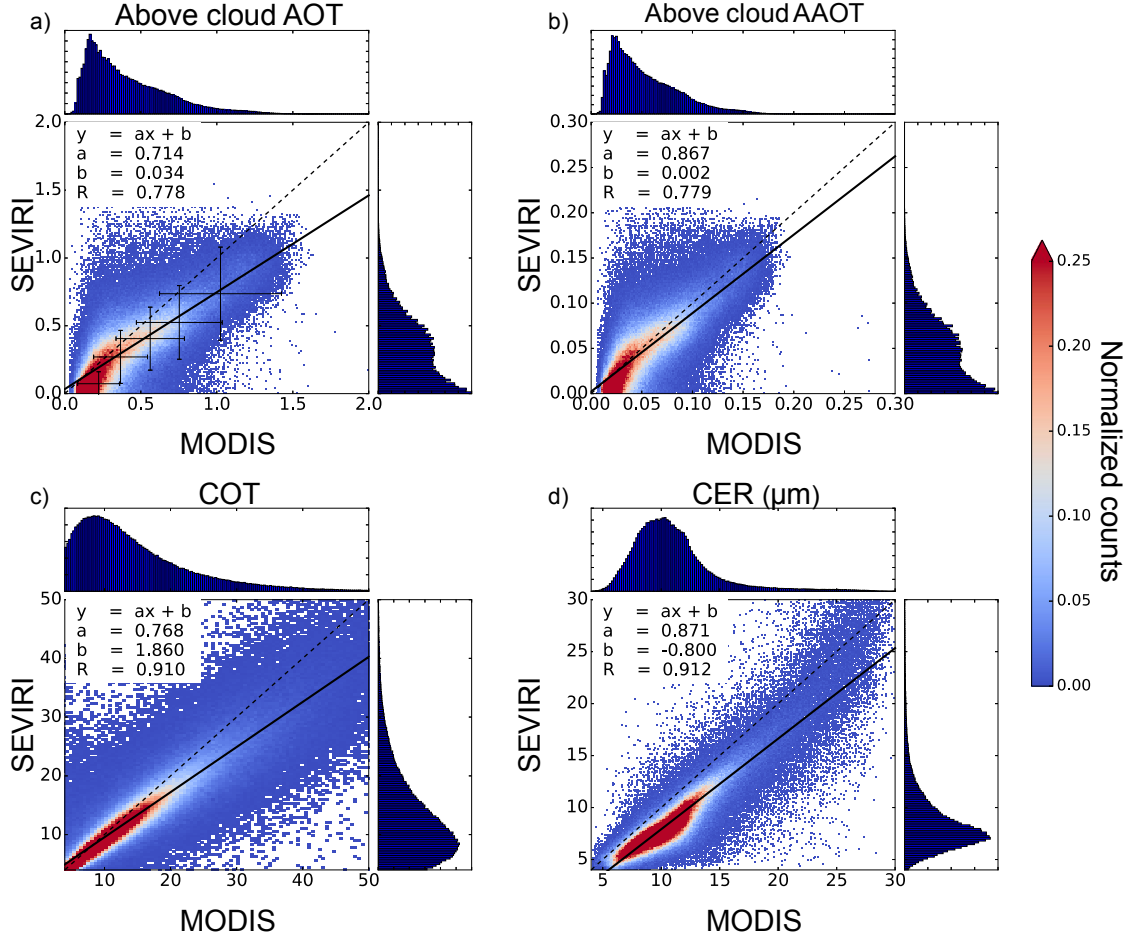 a) Above cloud AOT
2.0
1.5
1.0
0.5
0.0
0.0 0.5 1.0 1.5 2.0
y = ax + b
a = 0.714
b = 0.034
R = 0.778
SEVIRI
MODIS
b) Above cloud AAOT
0.30
0.25
0.20
0.15
0.10
0.05
0.00
0.00 0.05 0.10 0.15 0.20 0.25 0.30
y = ax + b
a = 0.867
b = 0.002
R = 0.779
SEVIRI
MODIS
c) COT
50
40
30
20
10
10 20 30 40 50
y = ax + b
a = 0.768
b = 1.860
R = 0.910
SEVIRI
MODIS
d) CER (μm)
30
25
20
15
10
5
5 10 15 20 25 30
y = ax + b
a = 0.871
b = -0.800
R = 0.912
SEVIRI
MODIS
0.25
0.20
0.15
0.10
0.05
0.00
Normalized counts